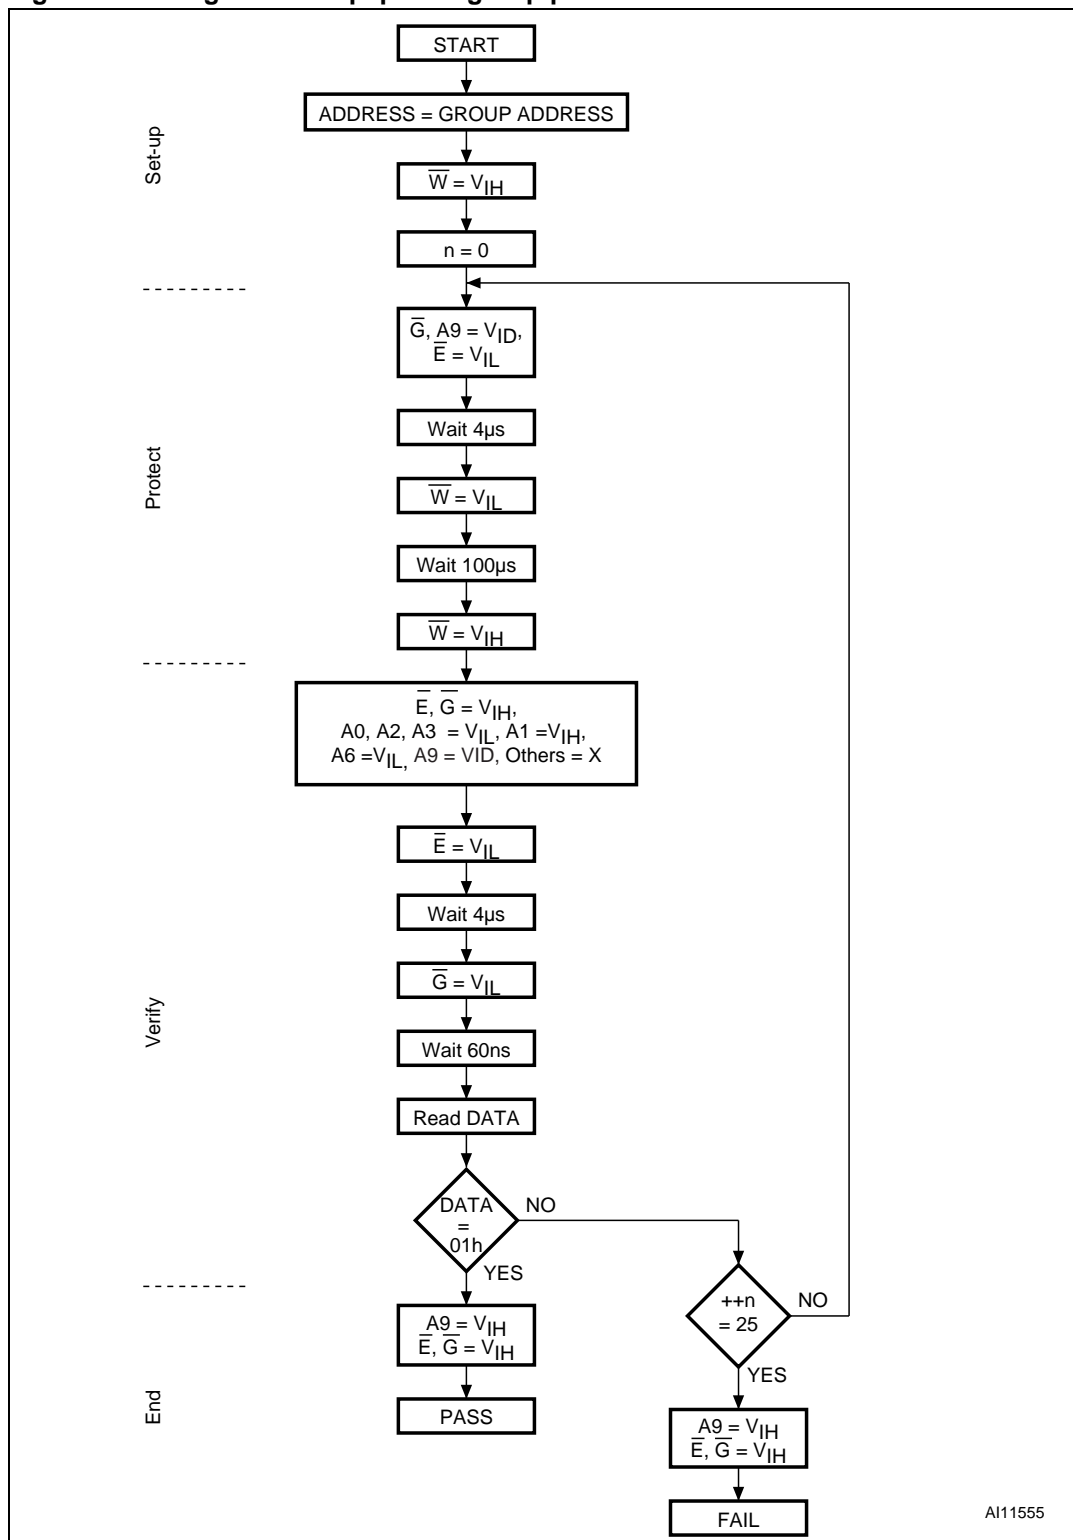 START
ADDRESS = GROUP ADDRESS
Set-up
W̅ = VIH
n = 0
G̅, A9 = VID,
E̅ = VIL
Wait 4µs
Protect
W̅ = VIL
Wait 100µs
W̅ = VIH
E̅, G̅ = VIH,
A0, A2, A3 = VIL, A1 =VIH,
A6 =VIL, A9 = VID, Others = X
E̅ = VIL
Wait 4µs
G̅ = VIL
Verify
Wait 60ns
Read DATA
DATA
=
01h
NO
YES
++n
= 25
NO
YES
A9 = VIH
E̅, G̅ = VIH
End
PASS
A9 = VIH
E̅, G̅ = VIH
FAIL
AI11555